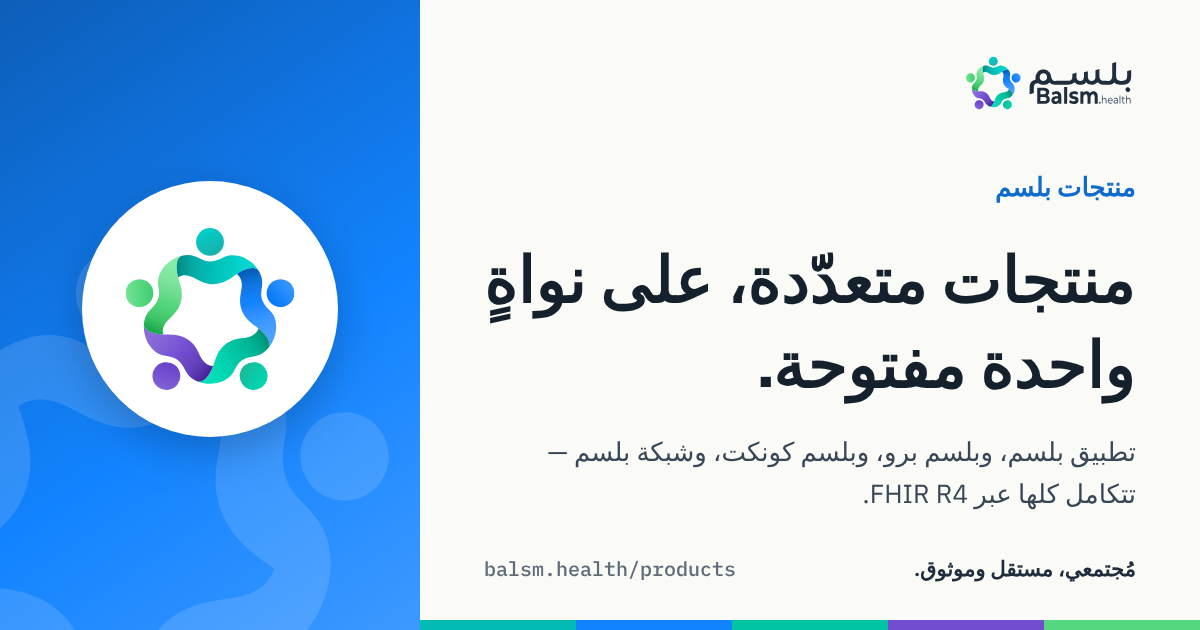 بلسم
Balsm.health
منتجات بلسم
منتجات متعدّدة، على نواةٍ
واحدة مفتوحة.
تطبيق بلسم، وبلسم برو، وبلسم كونكت، وشبكة بلسم —
تتكامل كلها عبر FHIR R4.
مُجتمعي، مستقل وموثوق.
balsm.health/products